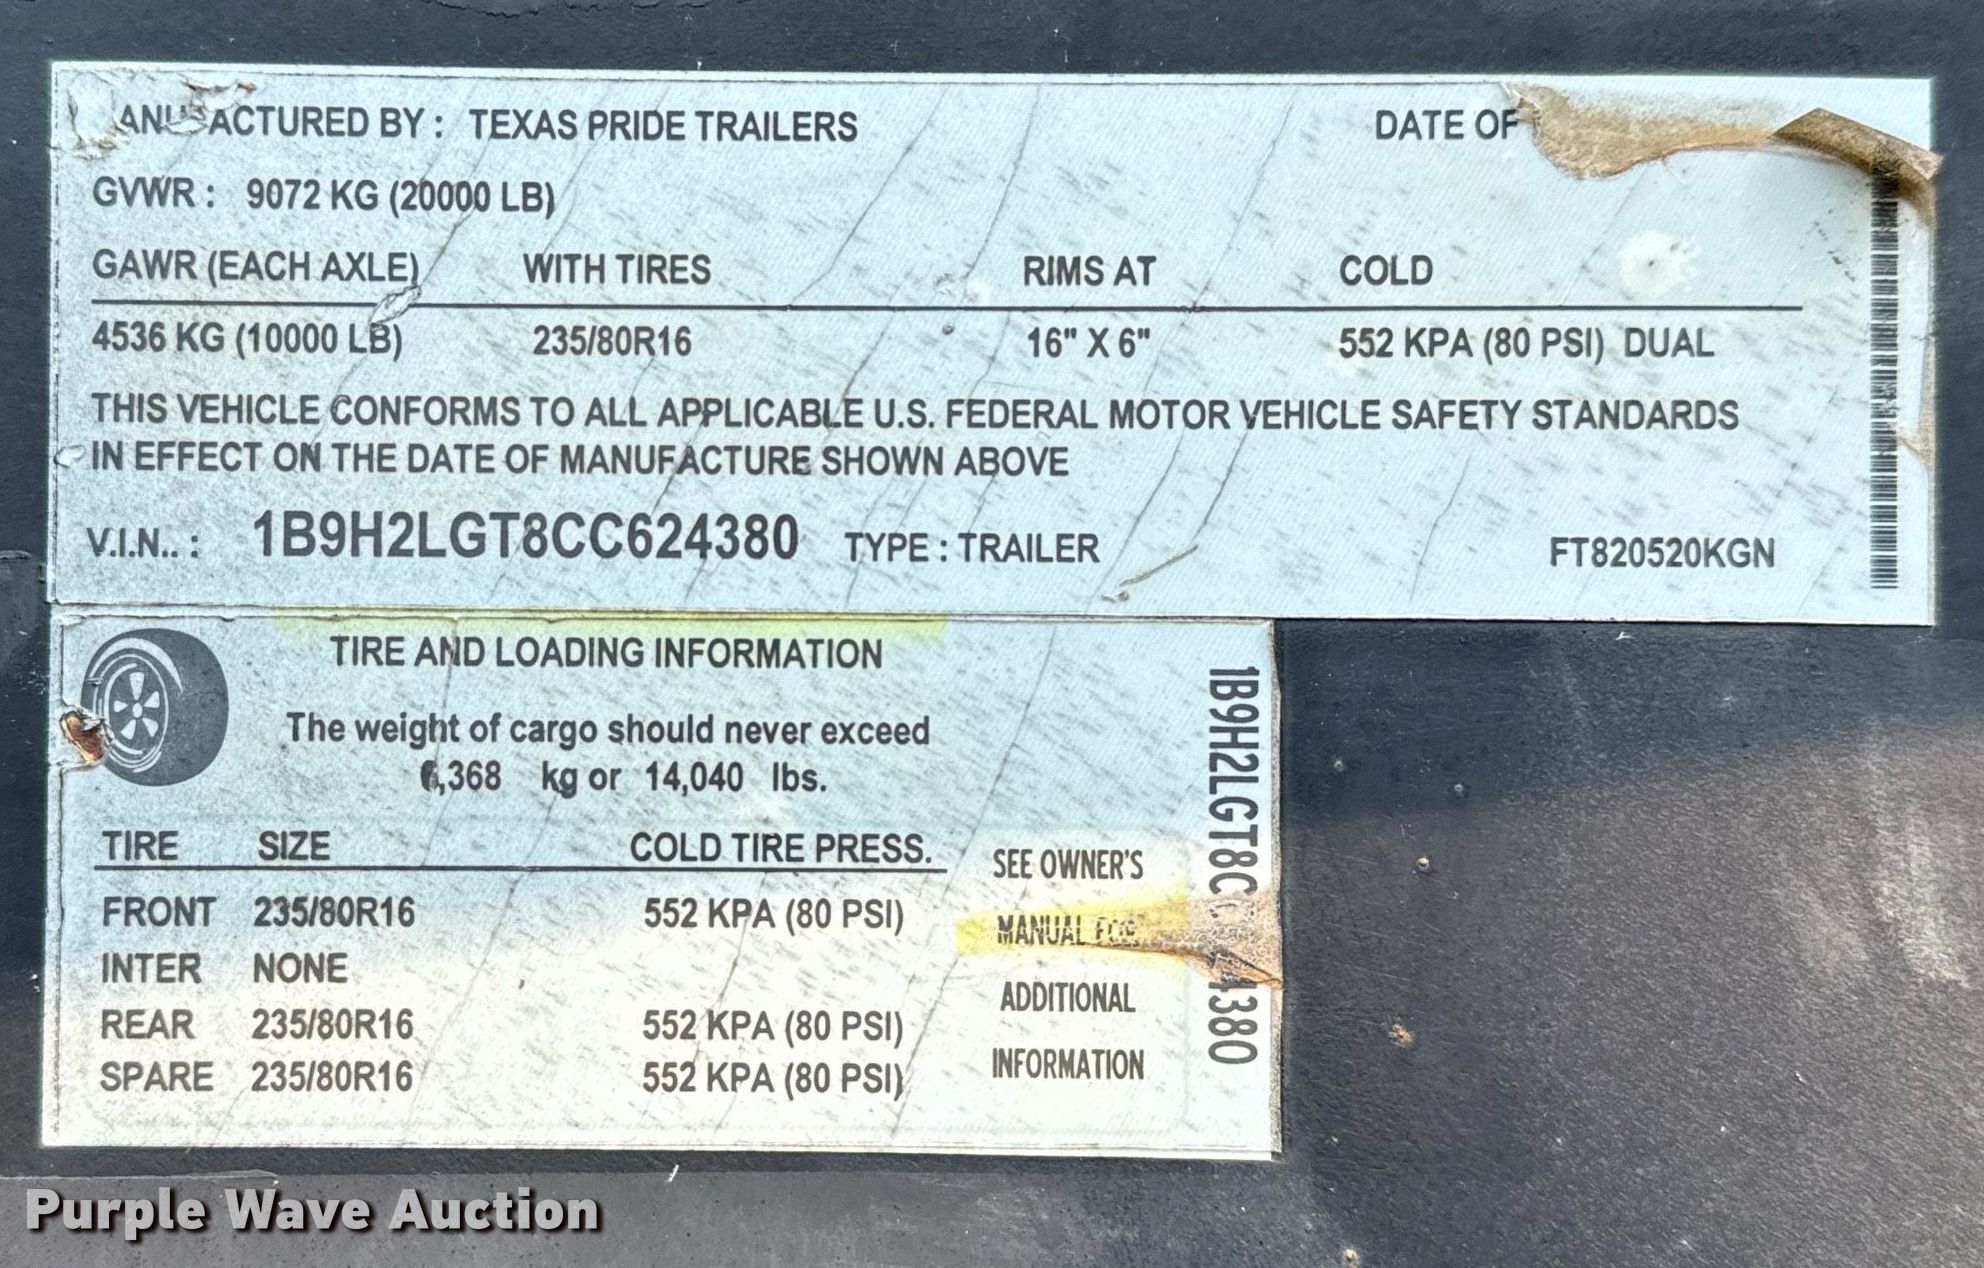 MANUFACTURED BY : TEXAS PRIDE TRAILERS DATE OF
GVWR : 9072 KG (20000 LB)
GAWR (EACH AXLE) WITH TIRES RIMS AT COLD
4536 KG (10000 LB) 235/80R16 16" X 6" 552 KPA (80 PSI) DUAL
THIS VEHICLE CONFORMS TO ALL APPLICABLE U.S. FEDERAL MOTOR VEHICLE SAFETY STANDARDS
IN EFFECT ON THE DATE OF MANUFACTURE SHOWN ABOVE
V.I.N.. : 1B9H2LGT8CC624380 TYPE : TRAILER FT820520KGN
TIRE AND LOADING INFORMATION
The weight of cargo should never exceed
6,368 kg or 14,040 lbs.
TIRE SIZE COLD TIRE PRESS.
FRONT 235/80R16 552 KPA (80 PSI)
INTER NONE
REAR 235/80R16 552 KPA (80 PSI)
SPARE 235/80R16 552 KPA (80 PSI)
SEE OWNER'S
MANUAL FOR
ADDITIONAL
INFORMATION
1B9H2LGT8CC624380
Purple Wave Auction